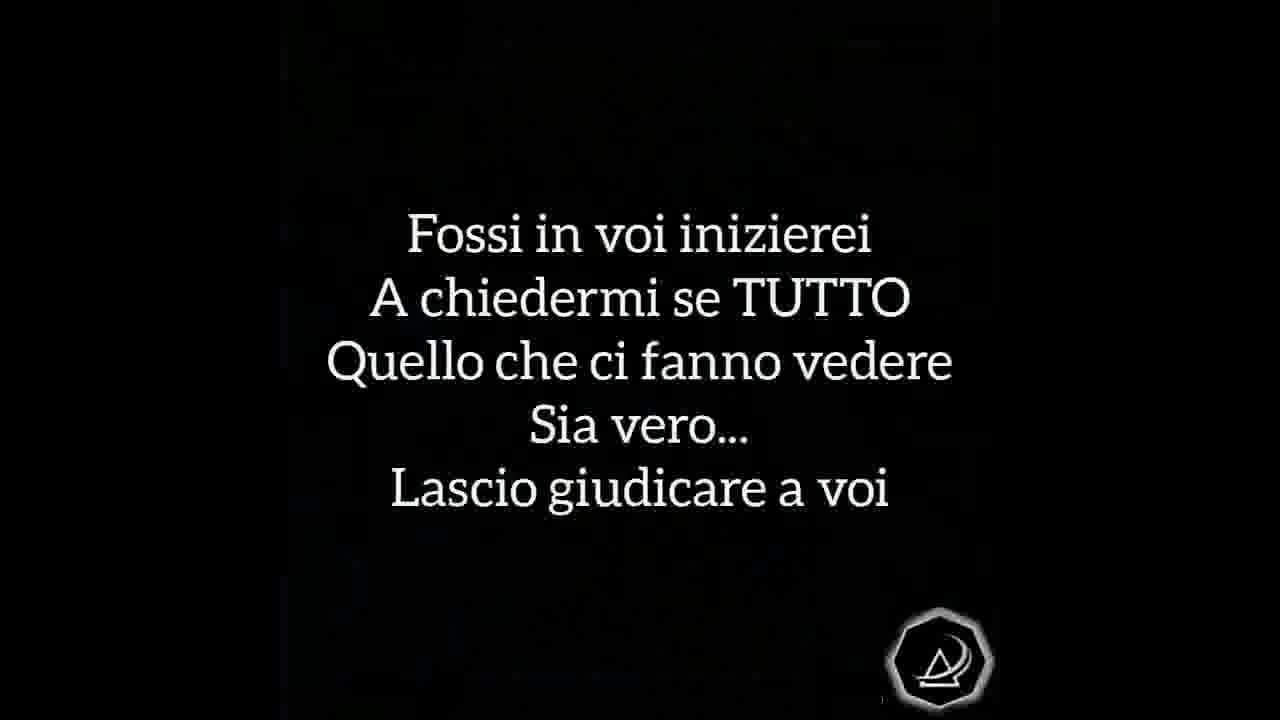 Fossi in voi inizierei
A chiedermi se TUTTO
Quello che ci fanno vedere
Sia vero...
Lascio giudicare a voi